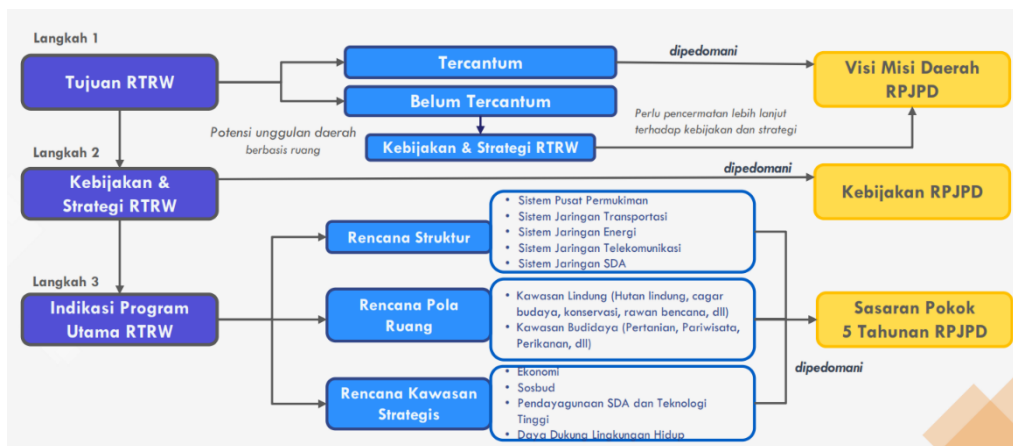 Langkah 1
Tujuan RTRW
Tercantum
dipedomani
Visi Misi Daerah
RPJPD
Belum Tercantum
Potensi unggulan daerah
berbasis ruang
Kebijakan & Strategi RTRW
Perlu pencermatan lebih lanjut
terhadap kebijakan dan strategi
Langkah 2
Kebijakan &
Strategi RTRW
dipedomani
Kebijakan RPJPD
Langkah 3
Indikasi Program
Utama RTRW
Rencana Struktur
• Sistem Pusat Permukiman
• Sistem Jaringan Transportasi
• Sistem Jaringan Energi
• Sistem Jaringan Telekomunikasi
• Sistem Jaringan SDA
Rencana Pola
Ruang
• Kawasan Lindung (Hutan lindung, cagar
budaya, konservasi, rawan bencana, dll)
• Kawasan Budidaya (Pertanian, Pariwisata,
Perikanan, dll)
Sasaran Pokok
5 Tahunan RPJPD
dipedomani
Rencana Kawasan
Strategis
• Ekonomi
• Sosbud
• Pendayagunaan SDA dan Teknologi
Tinggi
• Daya Dukung Lingkungan Hidup